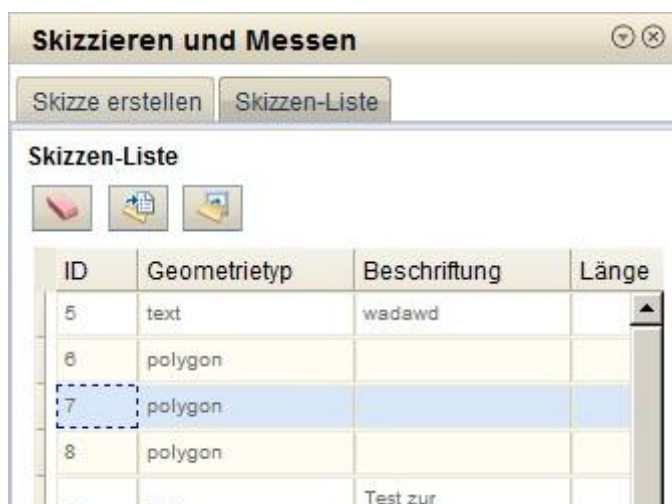 Skizzieren und Messen
Skizze erstellen Skizzen-Liste
Skizzen-Liste
ID Geometrietyp Beschriftung Länge
5 text wadawd
6 polygon
7 polygon
8 polygon
Test zur